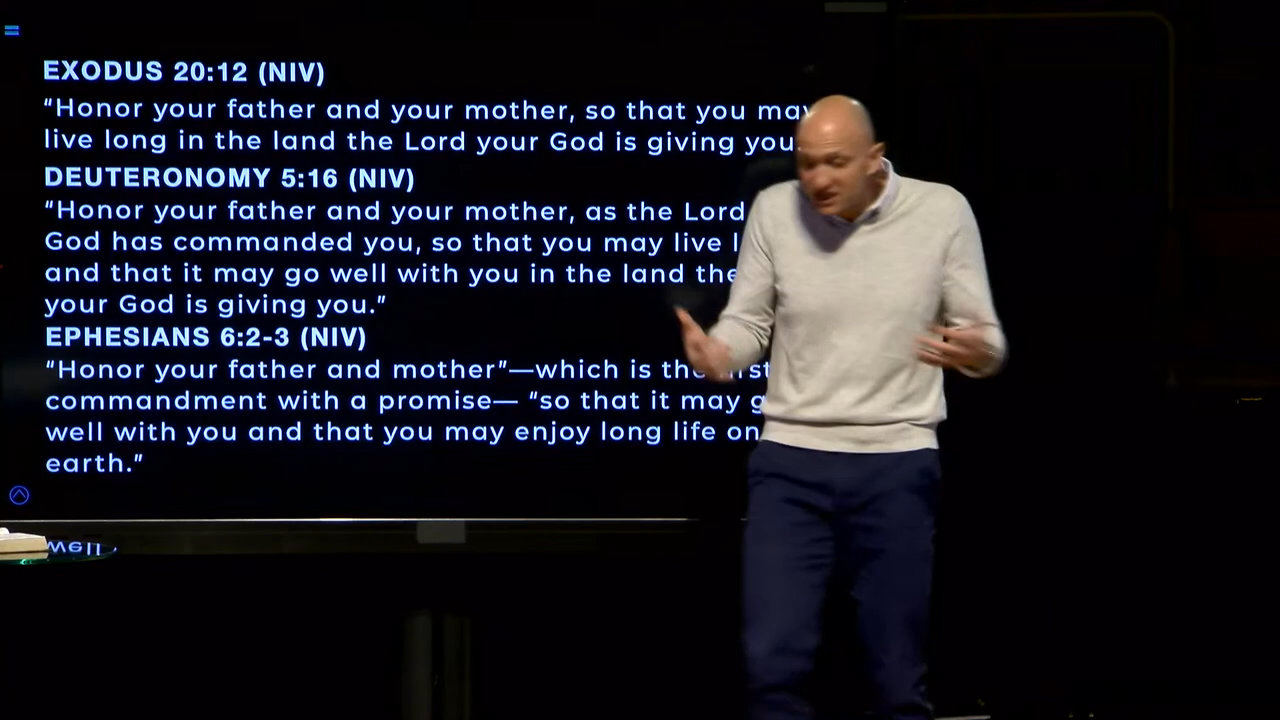 EXODUS 20:12 (NIV)
“Honor your father and your mother, so that you may
live long in the land the Lord your God is giving you.
DEUTERONOMY 5:16 (NIV)
“Honor your father and your mother, as the Lord
God has commanded you, so that you may live
and that it may go well with you in the land the
your God is giving you.”
EPHESIANS 6:2-3 (NIV)
“Honor your father and mother”—which is the first
commandment with a promise— “so that it may
well with you and that you may enjoy long life on
earth.”
well